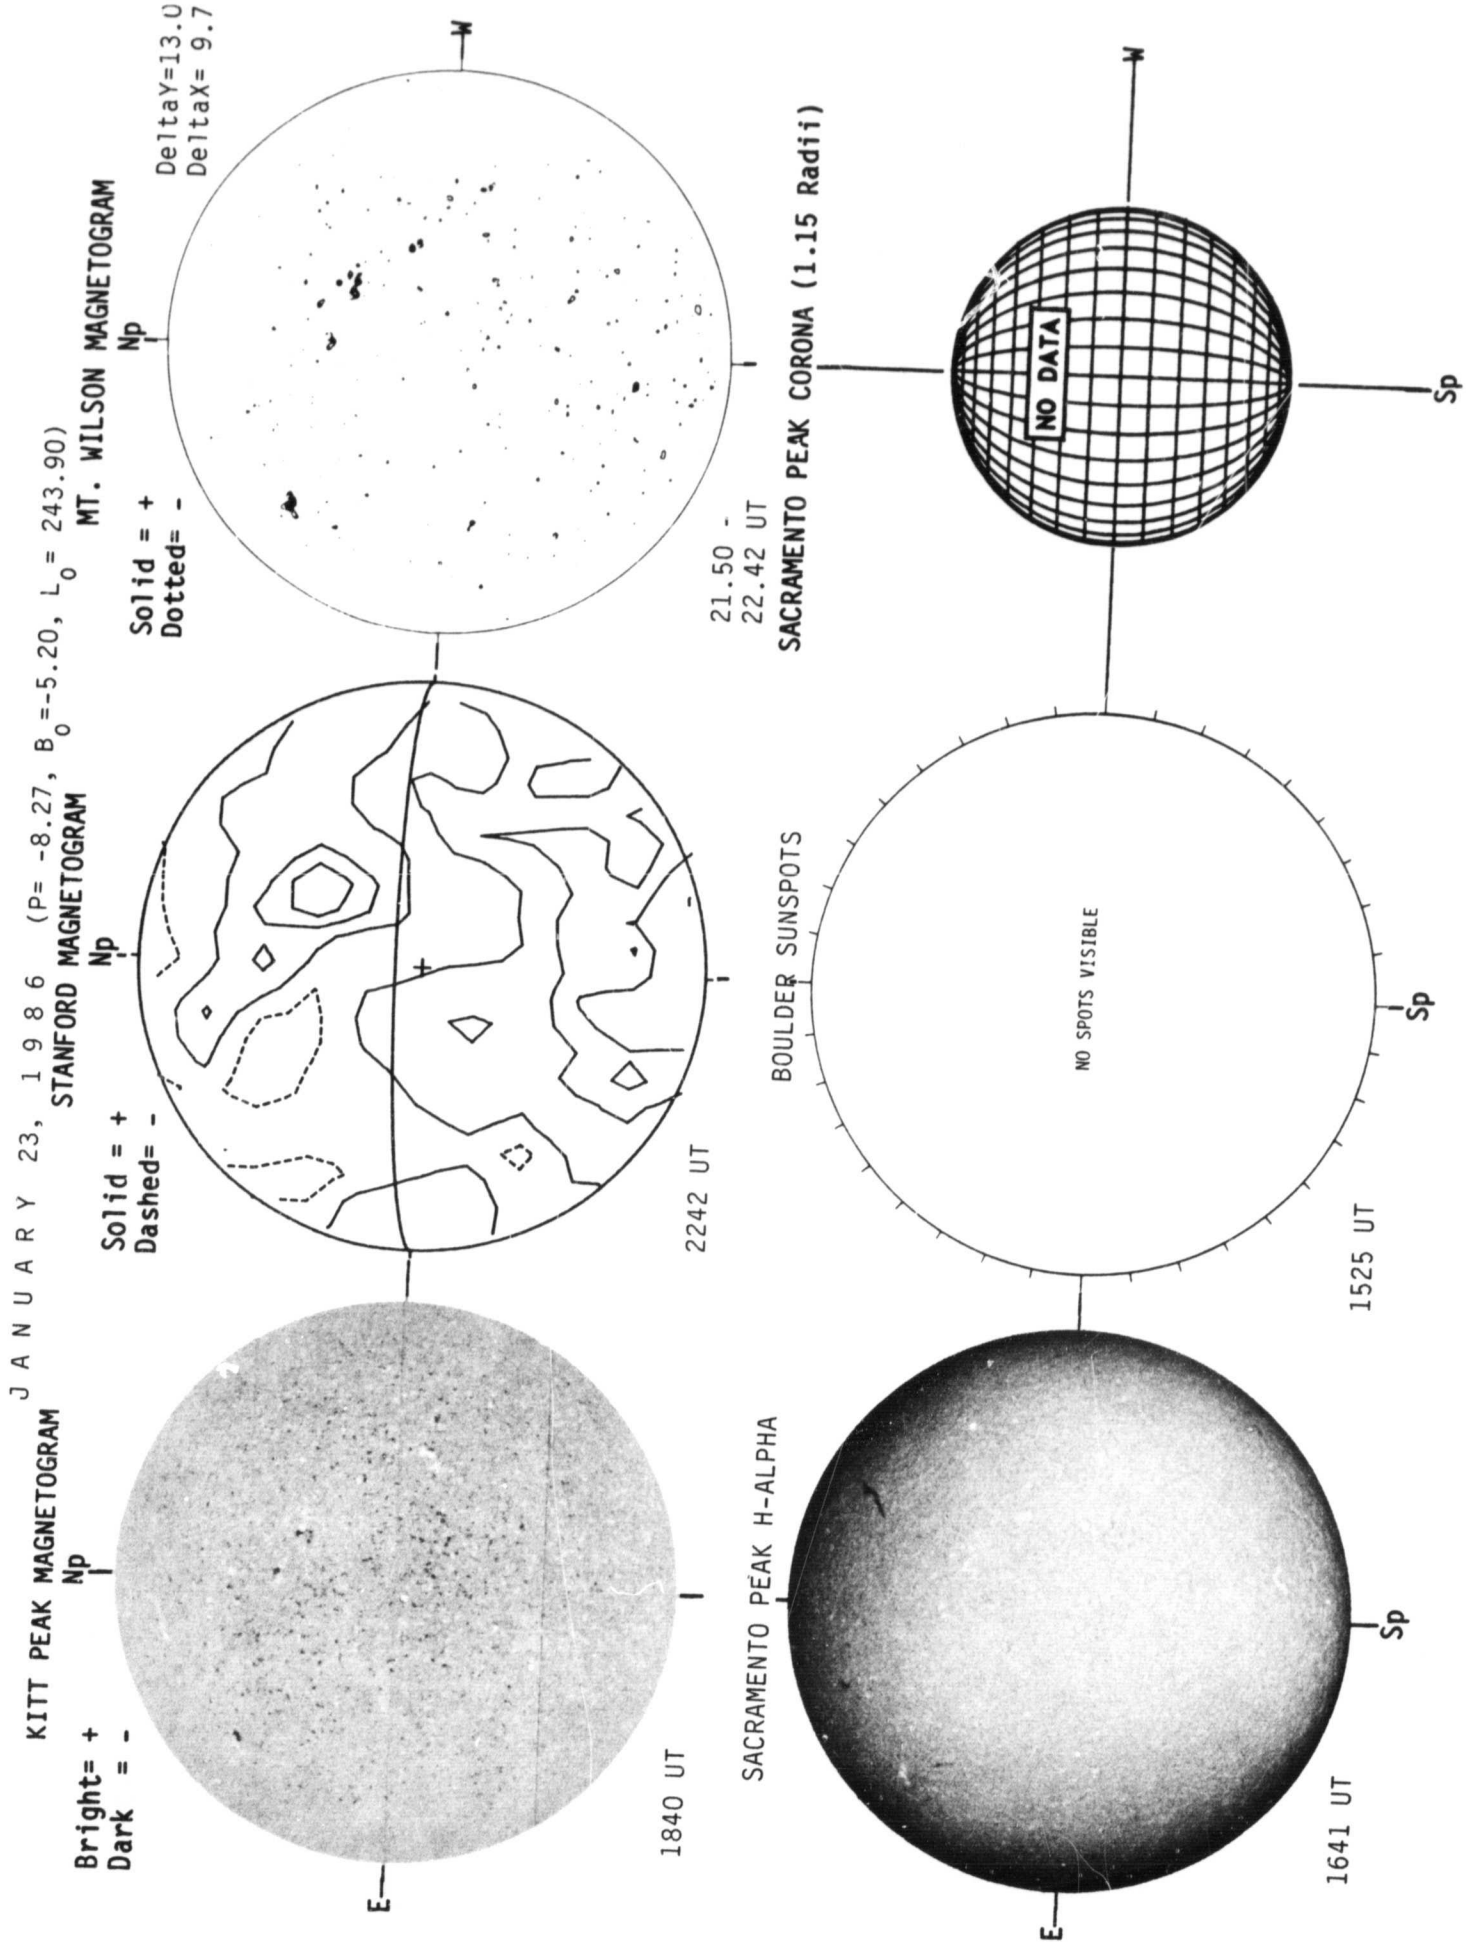 J A N U A R Y 23, 1 9 8 6 (P= -8.27, B0=-5.20, L0= 243.90)
KITT PEAK MAGNETOGRAM
Bright= +
Dark = -
Np
E
1840 UT
STANFORD MAGNETOGRAM
Solid = +
Dashed= -
Np
2242 UT
MT. WILSON MAGNETOGRAM
Solid = +
Dotted= -
Np
DeltaY=13.0
DeltaX= 9.7
W
21.50 -
22.42 UT
SACRAMENTO PEAK H-ALPHA
E
Sp
1641 UT
BOULDER SUNSPOTS
NO SPOTS VISIBLE
Sp
1525 UT
SACRAMENTO PEAK CORONA (1.15 Radii)
NO DATA
W
Sp